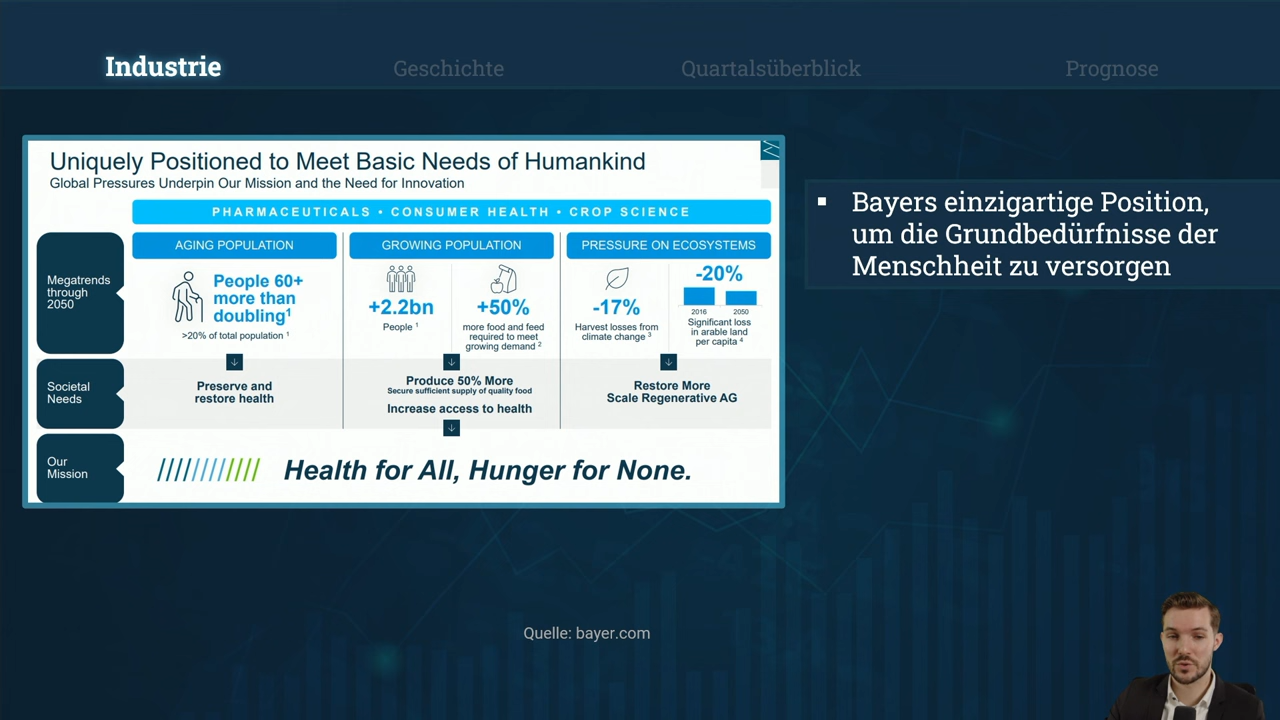 Industrie
Geschichte
Quartalsüberblick
Prognose
Uniquely Positioned to Meet Basic Needs of Humankind
Global Pressures Underpin Our Mission and the Need for Innovation
PHARMACEUTICALS • CONSUMER HEALTH • CROP SCIENCE
Megatrends
through
2050
AGING POPULATION
People 60+
more than
doubling¹
>20% of total population ¹
GROWING POPULATION
+2.2bn
People ¹
+50%
more food and feed
required to meet
growing demand ²
PRESSURE ON ECOSYSTEMS
-17%
Harvest losses from
climate change ³
-20%
2016 2050
Significant loss
in arable land
per capita ⁴
Societal
Needs
Preserve and
restore health
Produce 50% More
Secure sufficient supply of quality food
Increase access to health
Restore More
Scale Regenerative AG
Our
Mission
Health for All, Hunger for None.
Bayers einzigartige Position,
um die Grundbedürfnisse der
Menschheit zu versorgen
Quelle: bayer.com